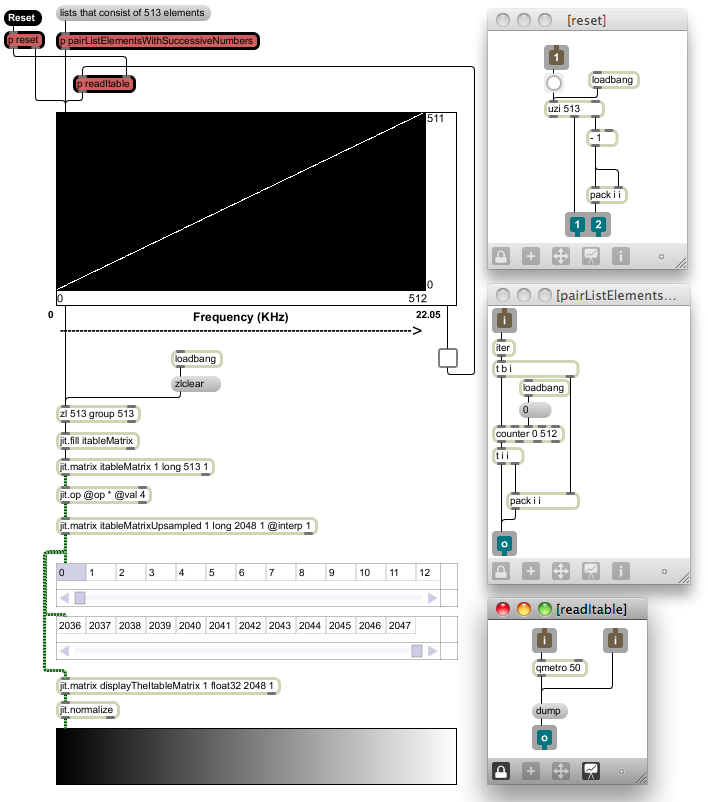 Reset
lists that consist of 513 elements
p reset
p pairListElementsWithSuccessiveNumbers
p readItable
511
0
0
512
0
Frequency (KHz)
22.05
------------------------------------------------------------>
loadbang
zlclear
zl 513 group 513
jit.fill itableMatrix
jit.matrix itableMatrix 1 long 513 1
jit.op @op * @val 4
jit.matrix itableMatrixUpsampled 1 long 2048 1 @interp 1
0 1 2 3 4 5 6 7 8 9 10 11 12
2036 2037 2038 2039 2040 2041 2042 2043 2044 2045 2046 2047
jit.matrix displayTheItableMatrix 1 float32 2048 1
jit.normalize
[reset]
1
loadbang
uzi 513
- 1
pack i i
1 2
[pairListElements...
i
iter
t b i
loadbang
0
counter 0 512
t i i
pack i i
o
[readItable]
i i
qmetro 50
dump
o